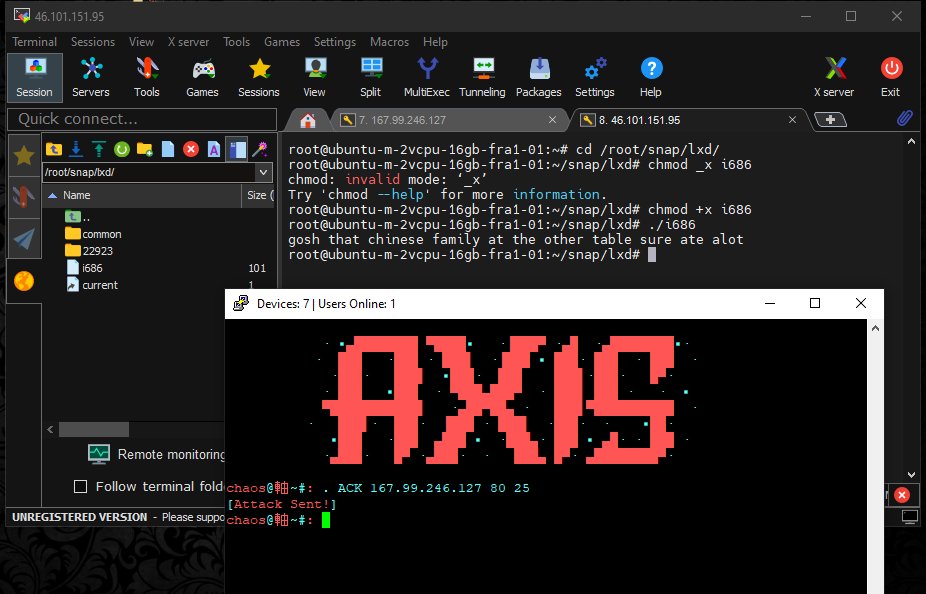 46.101.151.95
Terminal Sessions View X server Tools Games Settings Macros Help
Session Servers Tools Games Sessions View Split MultiExec Tunneling Packages Settings Help X server Exit
Quick connect...
7. 167.99.246.127
8. 46.101.151.95
/root/snap/lxd/
Name Size (
..
common
22923
i686 101
current 1
Remote monitoring
Follow terminal fold
UNREGISTERED VERSION - Please suppo
root@ubuntu-m-2vcpu-16gb-fra1-01:~# cd /root/snap/lxd/
root@ubuntu-m-2vcpu-16gb-fra1-01:~/snap/lxd# chmod _x i686
chmod: invalid mode: ‘_x’
Try 'chmod --help' for more information.
root@ubuntu-m-2vcpu-16gb-fra1-01:~/snap/lxd# chmod +x i686
root@ubuntu-m-2vcpu-16gb-fra1-01:~/snap/lxd# ./i686
gosh that chinese family at the other table sure ate alot
root@ubuntu-m-2vcpu-16gb-fra1-01:~/snap/lxd#
Devices: 7 | Users Online: 1
AXIS
chaos@軸~#: . ACK 167.99.246.127 80 25
[Attack Sent!]
chaos@軸~#: